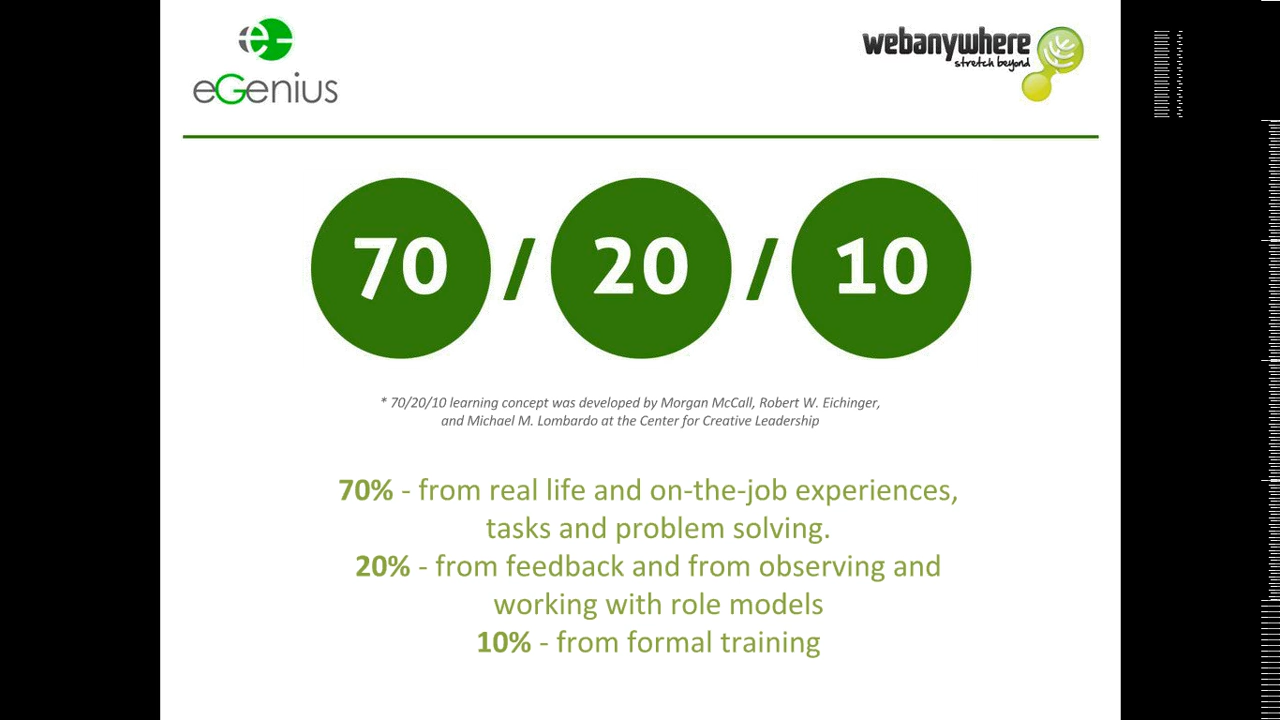 eGenius
webanywhere
stretch beyond
70 / 20 / 10
* 70/20/10 learning concept was developed by Morgan McCall, Robert W. Eichinger,
and Michael M. Lombardo at the Center for Creative Leadership
70% - from real life and on-the-job experiences,
tasks and problem solving.
20% - from feedback and from observing and
working with role models
10% - from formal training